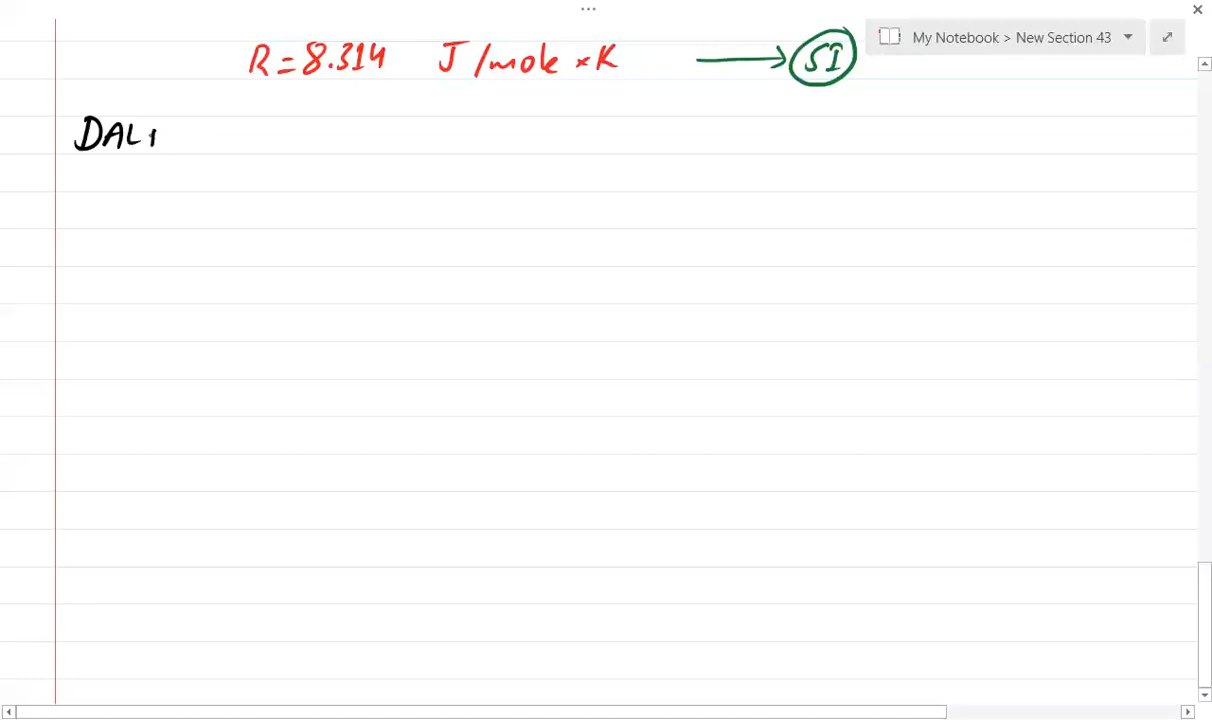 My Notebook > New Section 43
R = 8.314 J/mole × K → SI
DAL